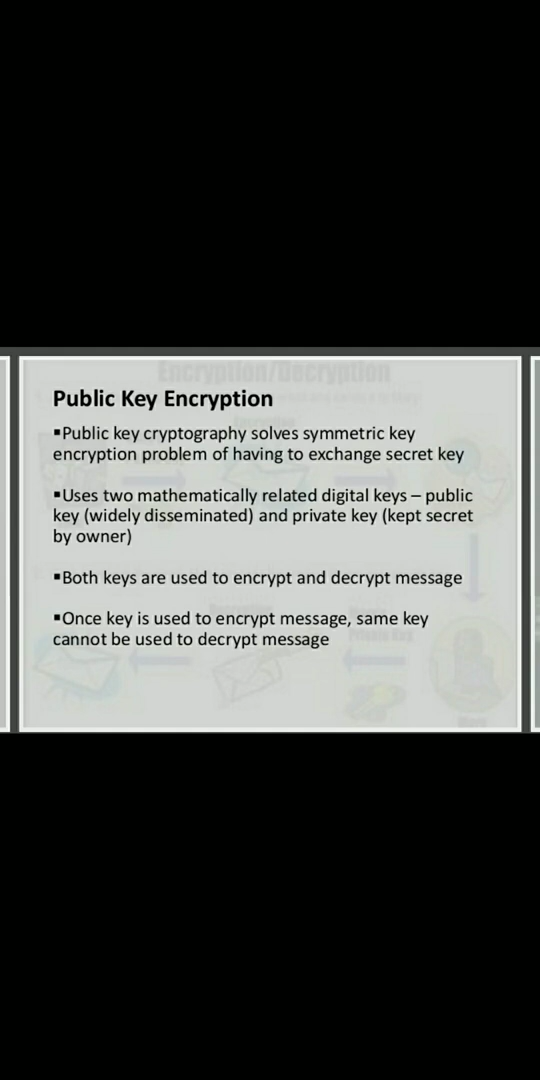 Encryption/Decryption
Public Key Encryption
▪Public key cryptography solves symmetric key
encryption problem of having to exchange secret key
▪Uses two mathematically related digital keys – public
key (widely disseminated) and private key (kept secret
by owner)
▪Both keys are used to encrypt and decrypt message
▪Once key is used to encrypt message, same key
cannot be used to decrypt message